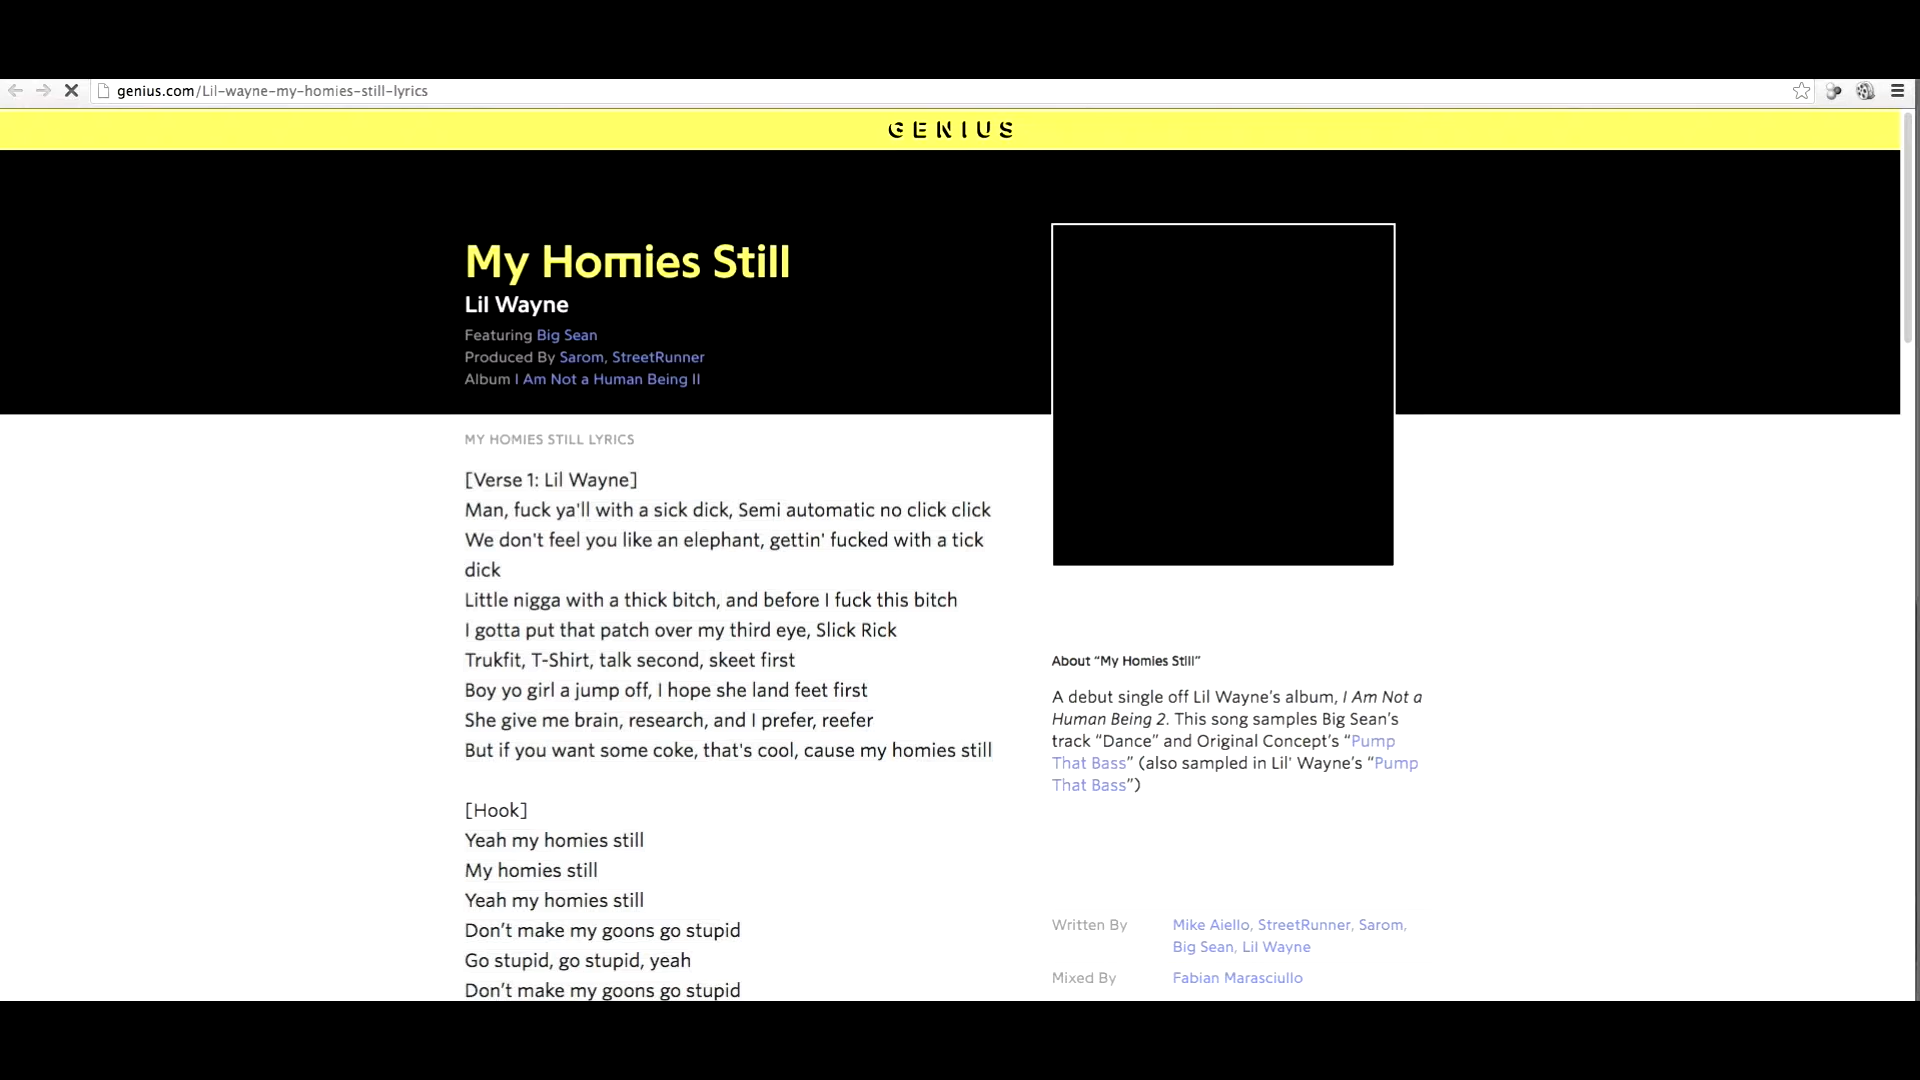 genius.com/Lil-wayne-my-homies-still-lyrics
GENIUS
My Homies Still
Lil Wayne
Featuring Big Sean
Produced By Sarom, StreetRunner
Album I Am Not a Human Being II
MY HOMIES STILL LYRICS
[Verse 1: Lil Wayne]
Man, fuck ya'll with a sick dick, Semi automatic no click click
We don't feel you like an elephant, gettin' fucked with a tick
dick
Little nigga with a thick bitch, and before I fuck this bitch
I gotta put that patch over my third eye, Slick Rick
Trukfit, T-Shirt, talk second, skeet first
Boy yo girl a jump off, I hope she land feet first
She give me brain, research, and I prefer, reefer
But if you want some coke, that's cool, cause my homies still
[Hook]
Yeah my homies still
My homies still
Yeah my homies still
Don’t make my goons go stupid
Go stupid, go stupid, yeah
Don’t make my goons go stupid
About “My Homies Still”
A debut single off Lil Wayne’s album, I Am Not a
Human Being 2. This song samples Big Sean’s
track “Dance” and Original Concept’s “Pump
That Bass” (also sampled in Lil' Wayne’s “Pump
That Bass”)
Written By Mike Aiello, StreetRunner, Sarom,
Big Sean, Lil Wayne
Mixed By Fabian Marasciullo